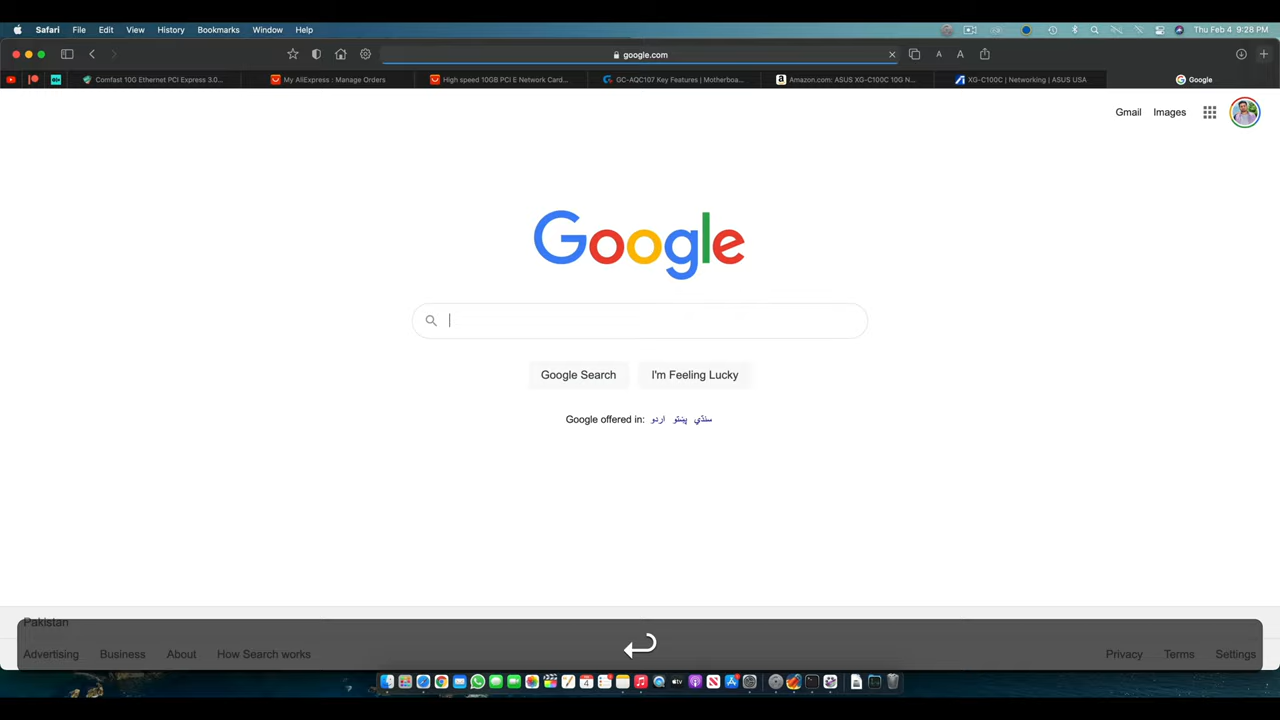 Safari File Edit View History Bookmarks Window Help Thu Feb 4 9:28 PM
google.com A A
Comfast 10G Ethernet PCI Express 3.0... My AliExpress : Manage Orders High speed 10GB PCI E Network Card... GC-AQC107 Key Features | Motherboa... Amazon.com: ASUS XG-C100C 10G N... XG-C100C | Networking | ASUS USA Google
Gmail Images
Google
Google Search I'm Feeling Lucky
Google offered in: اردو پښتو سنڌي
Pakistan
Advertising Business About How Search works Privacy Terms Settings